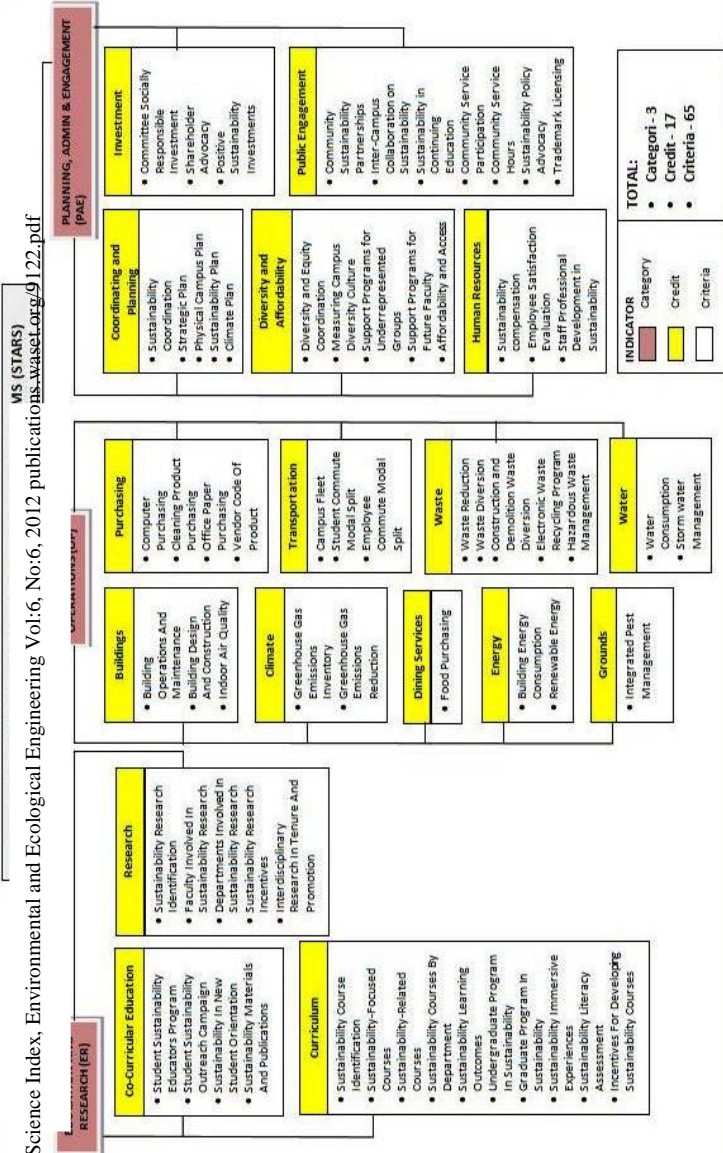 Science Index, Environmental and Ecological Engineering Vol:6, No:6, 2012 publications.waset.org/9122.pdf
MS (STARS)
RESEARCH (ER)
Co-Curricular Education
• Student Sustainability
Educators Program
• Student Sustainability
Outreach Campaign
• Sustainability In New
Student Orientation
• Sustainability Materials
And Publications
Curriculum
• Sustainability Course
Identification
• Sustainability-Focused
Courses
• Sustainability-Related
Courses
• Sustainability Courses By
Department
• Sustainability Learning
Outcomes
• Undergraduate Program
In Sustainability
• Graduate Program In
Sustainability
• Sustainability Immersive
Experiences
• Sustainability Literacy
Assessment
• Incentives For Developing
Sustainability Courses
Research
• Sustainability Research
Identification
• Faculty Involved In
Sustainability Research
• Departments Involved In
Sustainability Research
• Sustainability Research
Incentives
• Interdisciplinary
Research In Tenure And
Promotion
Buildings
• Building
Operations And
Maintenance
• Building Design
And construction
• Indoor Air Quality
Climate
• Greenhouse Gas
Emissions
Inventory
• Greenhouse Gas
Emissions
Reduction
Dining Services
• Food Purchasing
Energy
• Building Energy
Consumption
• Renewable Energy
Grounds
• Integrated Pest
Management
Purchasing
• Computer
Purchasing
• Cleaning Product
Purchasing
• Office Paper
Purchasing
• Vendor Code Of
Product
Transportation
• Campus Fleet
• Student Commute
Modal Split
• Employee
Commute Modal
Split
Waste
• Waste Reduction
• Waste Diversion
• Construction and
Demolition Waste
Diversion
• Electronic Waste
Recycling Program
• Hazardous Waste
Management
Water
• Water
Consumption
• Storm water
Management
PLANNING, ADMIN & ENGAGEMENT
(PAE)
Coordinating and
Planning
• Sustainability
Coordination
• Strategic Plan
• Physical Campus Plan
• Sustainability Plan
• Climate Plan
Diversity and
Affordability
• Diversity and Equity
Coordination
• Measuring Campus
Diversity Culture
• Support Programs for
Underrepresented
Groups
• Support Programs for
Future Faculty
• Affordability and Access
Human Resources
• Sustainability
compensation
• Employee Satisfaction
Evaluation
• Staff Professional
Development in
Sustainability
Investment
• Committee Socially
Responsible
Investment
• Shareholder
Advocacy
• Positive
Sustainability
Investments
Public Engagement
• Community
Sustainability
Partnerships
• Inter-Campus
Collaboration on
Sustainability
• Sustainability in
Continuing
Education
• Community Service
Participation
• Community Service
Hours
• Sustainability Policy
Advocacy
• Trademark Licensing
INDICATOR
Category
Credit
Criteria
TOTAL:
• Categori - 3
• Credit - 17
• Criteria - 65